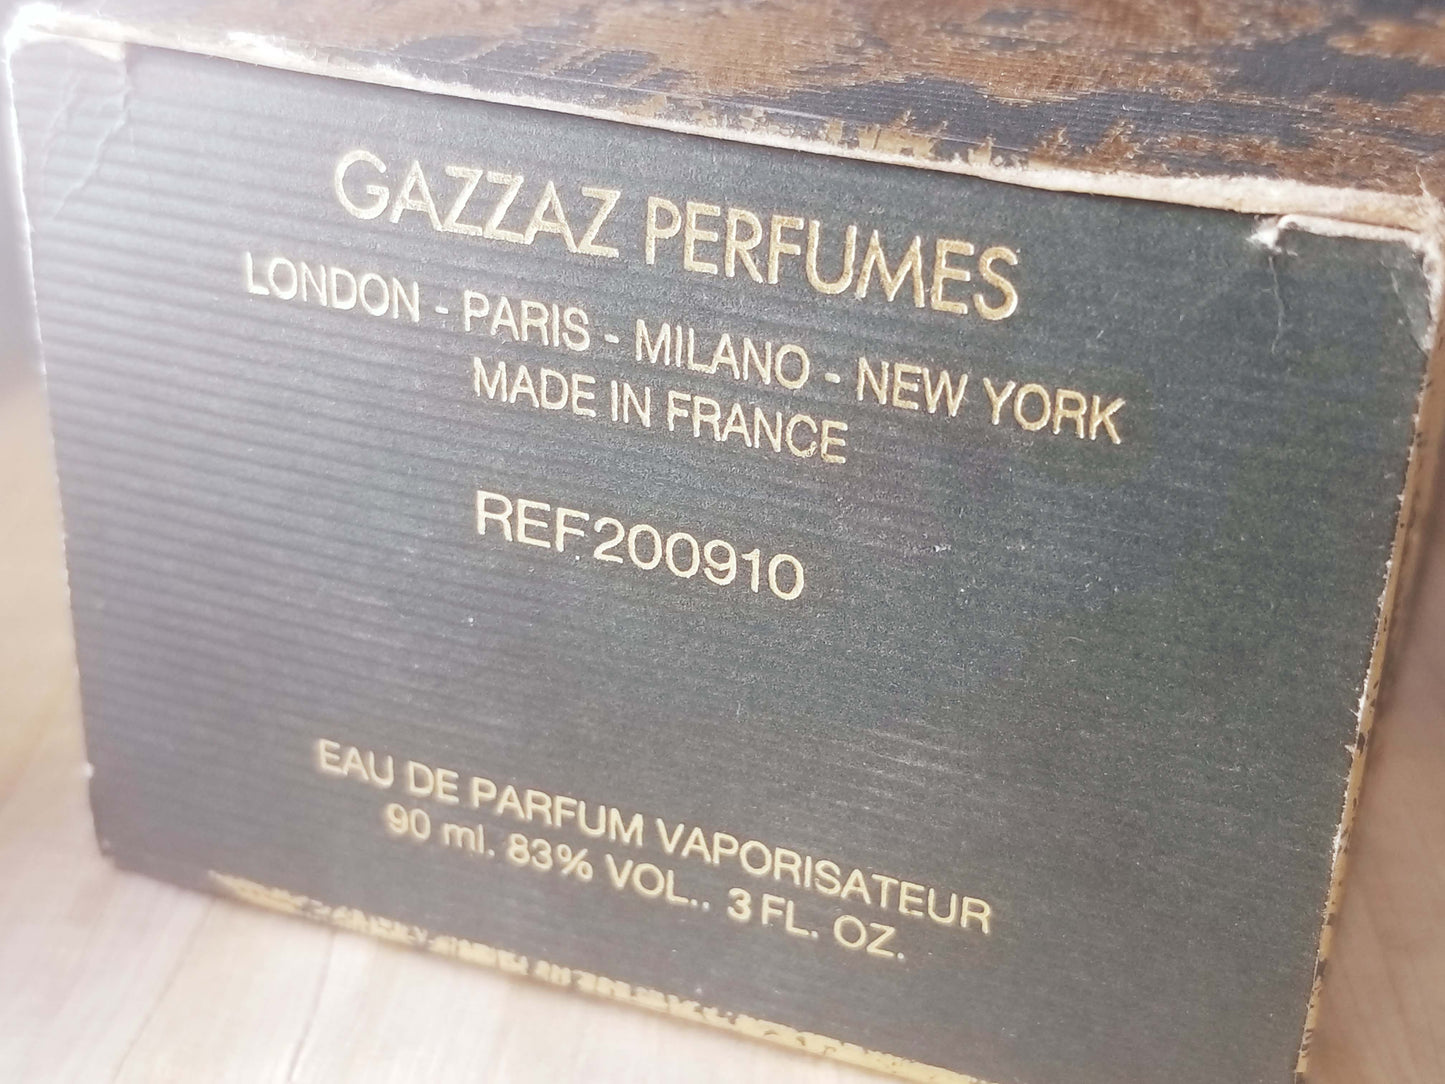 GAZZAZ PERFUMES
LONDON - PARIS - MILANO - NEW YORK
MADE IN FRANCE
REF.200910
EAU DE PARFUM VAPORISATEUR
90 ml. 83% VOL.. 3 FL. OZ.